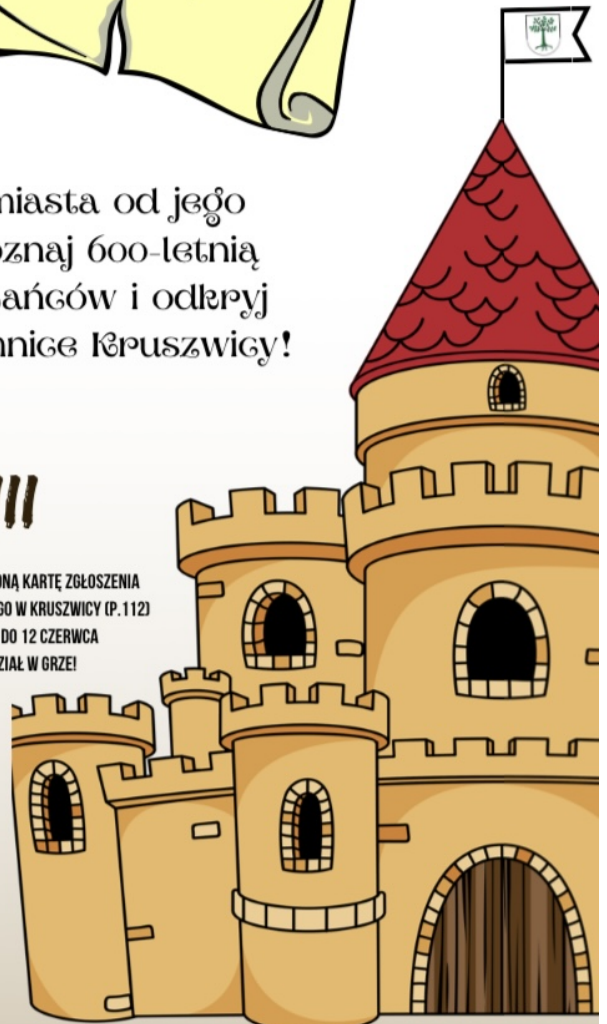 miasta od jego
oznaj 600-letnią
ańców i odkryj
nnice Kruszwicy!
III
ONĄ KARTĘ ZGŁOSZENIA
GO W KRUSZWICY (P.112)
DO 12 CZERWCA
ZIAŁ W GRZE!